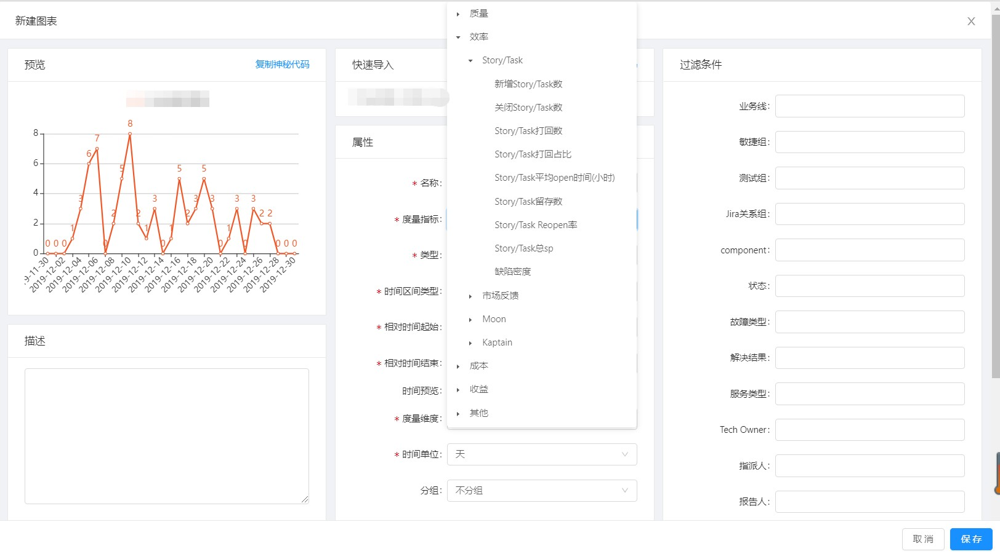 新建图表
预览
复制神秘代码
8
6
4
2
0
0 0 0 1 3 6 7 0 2 5 8 2 1 3 0 1 5 2 3 5 3 0 1 3 0 3 2 2 0 0 0
9-11-30
2019-12-02
2019-12-04
2019-12-06
2019-12-08
2019-12-10
2019-12-12
2019-12-14
2019-12-16
2019-12-18
2019-12-20
2019-12-22
2019-12-24
2019-12-26
2019-12-28
2019-12-30
描述
快速导入
属性
* 名称:
* 度量指标:
* 类型:
* 时间区间类型:
* 相对时间起始:
* 相对时间结束:
时间预览:
* 度量维度:
* 时间单位: 天
分组: 不分组
质量
效率
Story/Task
新增Story/Task数
关闭Story/Task数
Story/Task打回数
Story/Task打回占比
Story/Task平均open时间(小时)
Story/Task留存数
Story/Task Reopen率
Story/Task总sp
缺陷密度
市场反馈
Moon
Kaptain
成本
收益
其他
过滤条件
业务线:
敏捷组:
测试组:
Jira关系组:
component:
状态:
故障类型:
解决结果:
服务类型:
Tech Owner:
指派人:
报告人:
取消
保存